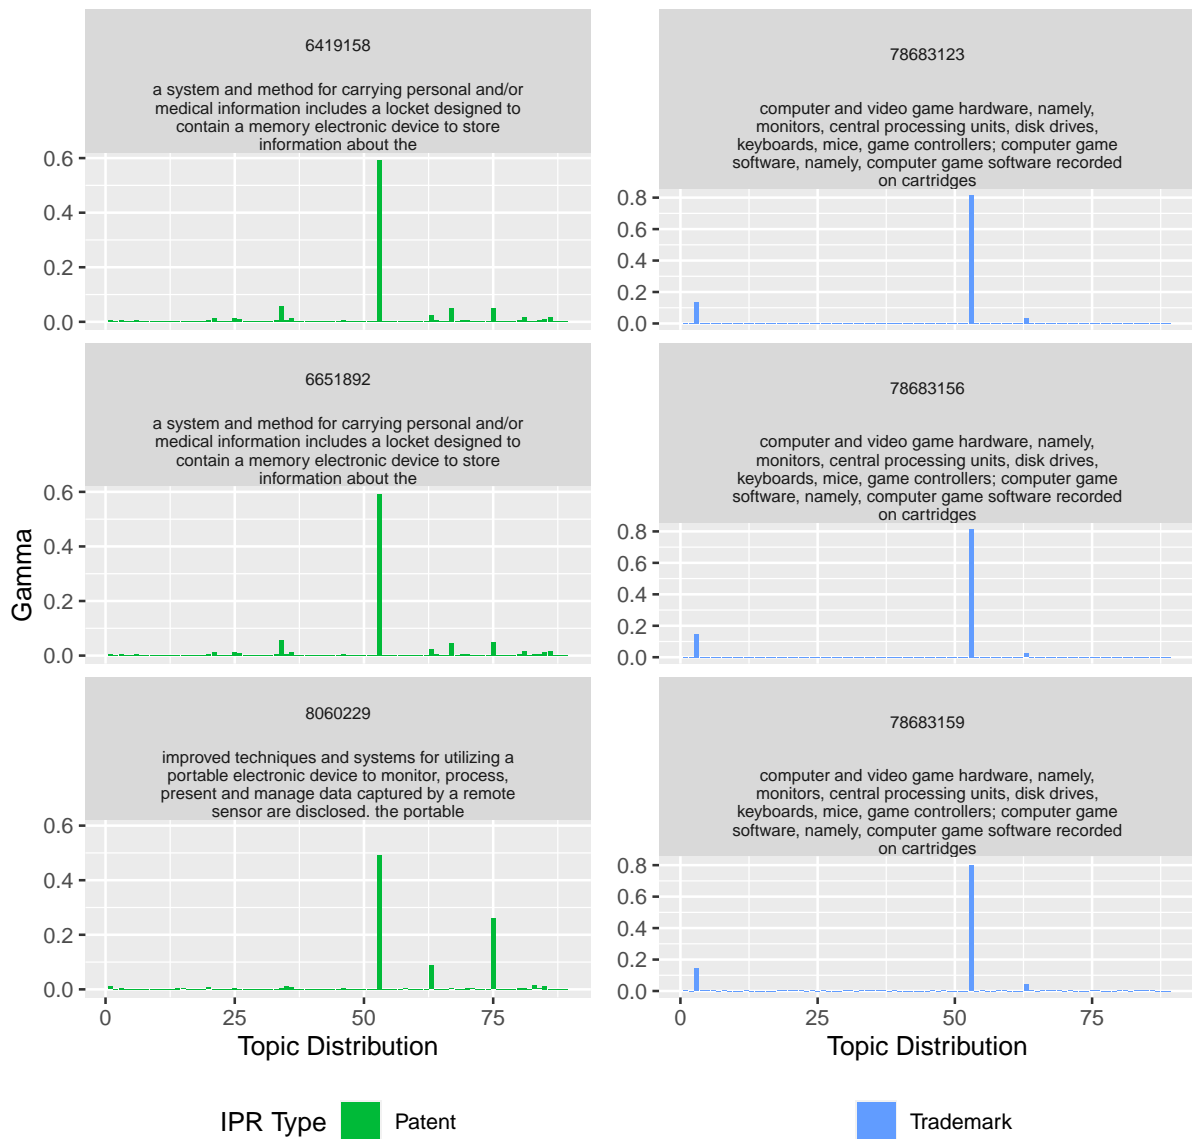 6419158
a system and method for carrying personal and/or
medical information includes a locket designed to
contain a memory electronic device to store
information about the
0.6
0.4
0.2
0.0
78683123
computer and video game hardware, namely,
monitors, central processing units, disk drives,
keyboards, mice, game controllers; computer game
software, namely, computer game software recorded
on cartridges
0.8
0.6
0.4
0.2
0.0
6651892
a system and method for carrying personal and/or
medical information includes a locket designed to
contain a memory electronic device to store
information about the
0.6
0.4
0.2
0.0
78683156
computer and video game hardware, namely,
monitors, central processing units, disk drives,
keyboards, mice, game controllers; computer game
software, namely, computer game software recorded
on cartridges
0.8
0.6
0.4
0.2
0.0
Gamma
8060229
improved techniques and systems for utilizing a
portable electronic device to monitor, process,
present and manage data captured by a remote
sensor are disclosed. the portable
0.6
0.4
0.2
0.0
0 25 50 75
Topic Distribution
78683159
computer and video game hardware, namely,
monitors, central processing units, disk drives,
keyboards, mice, game controllers; computer game
software, namely, computer game software recorded
on cartridges
0.8
0.6
0.4
0.2
0.0
0 25 50 75
Topic Distribution
IPR Type Patent Trademark